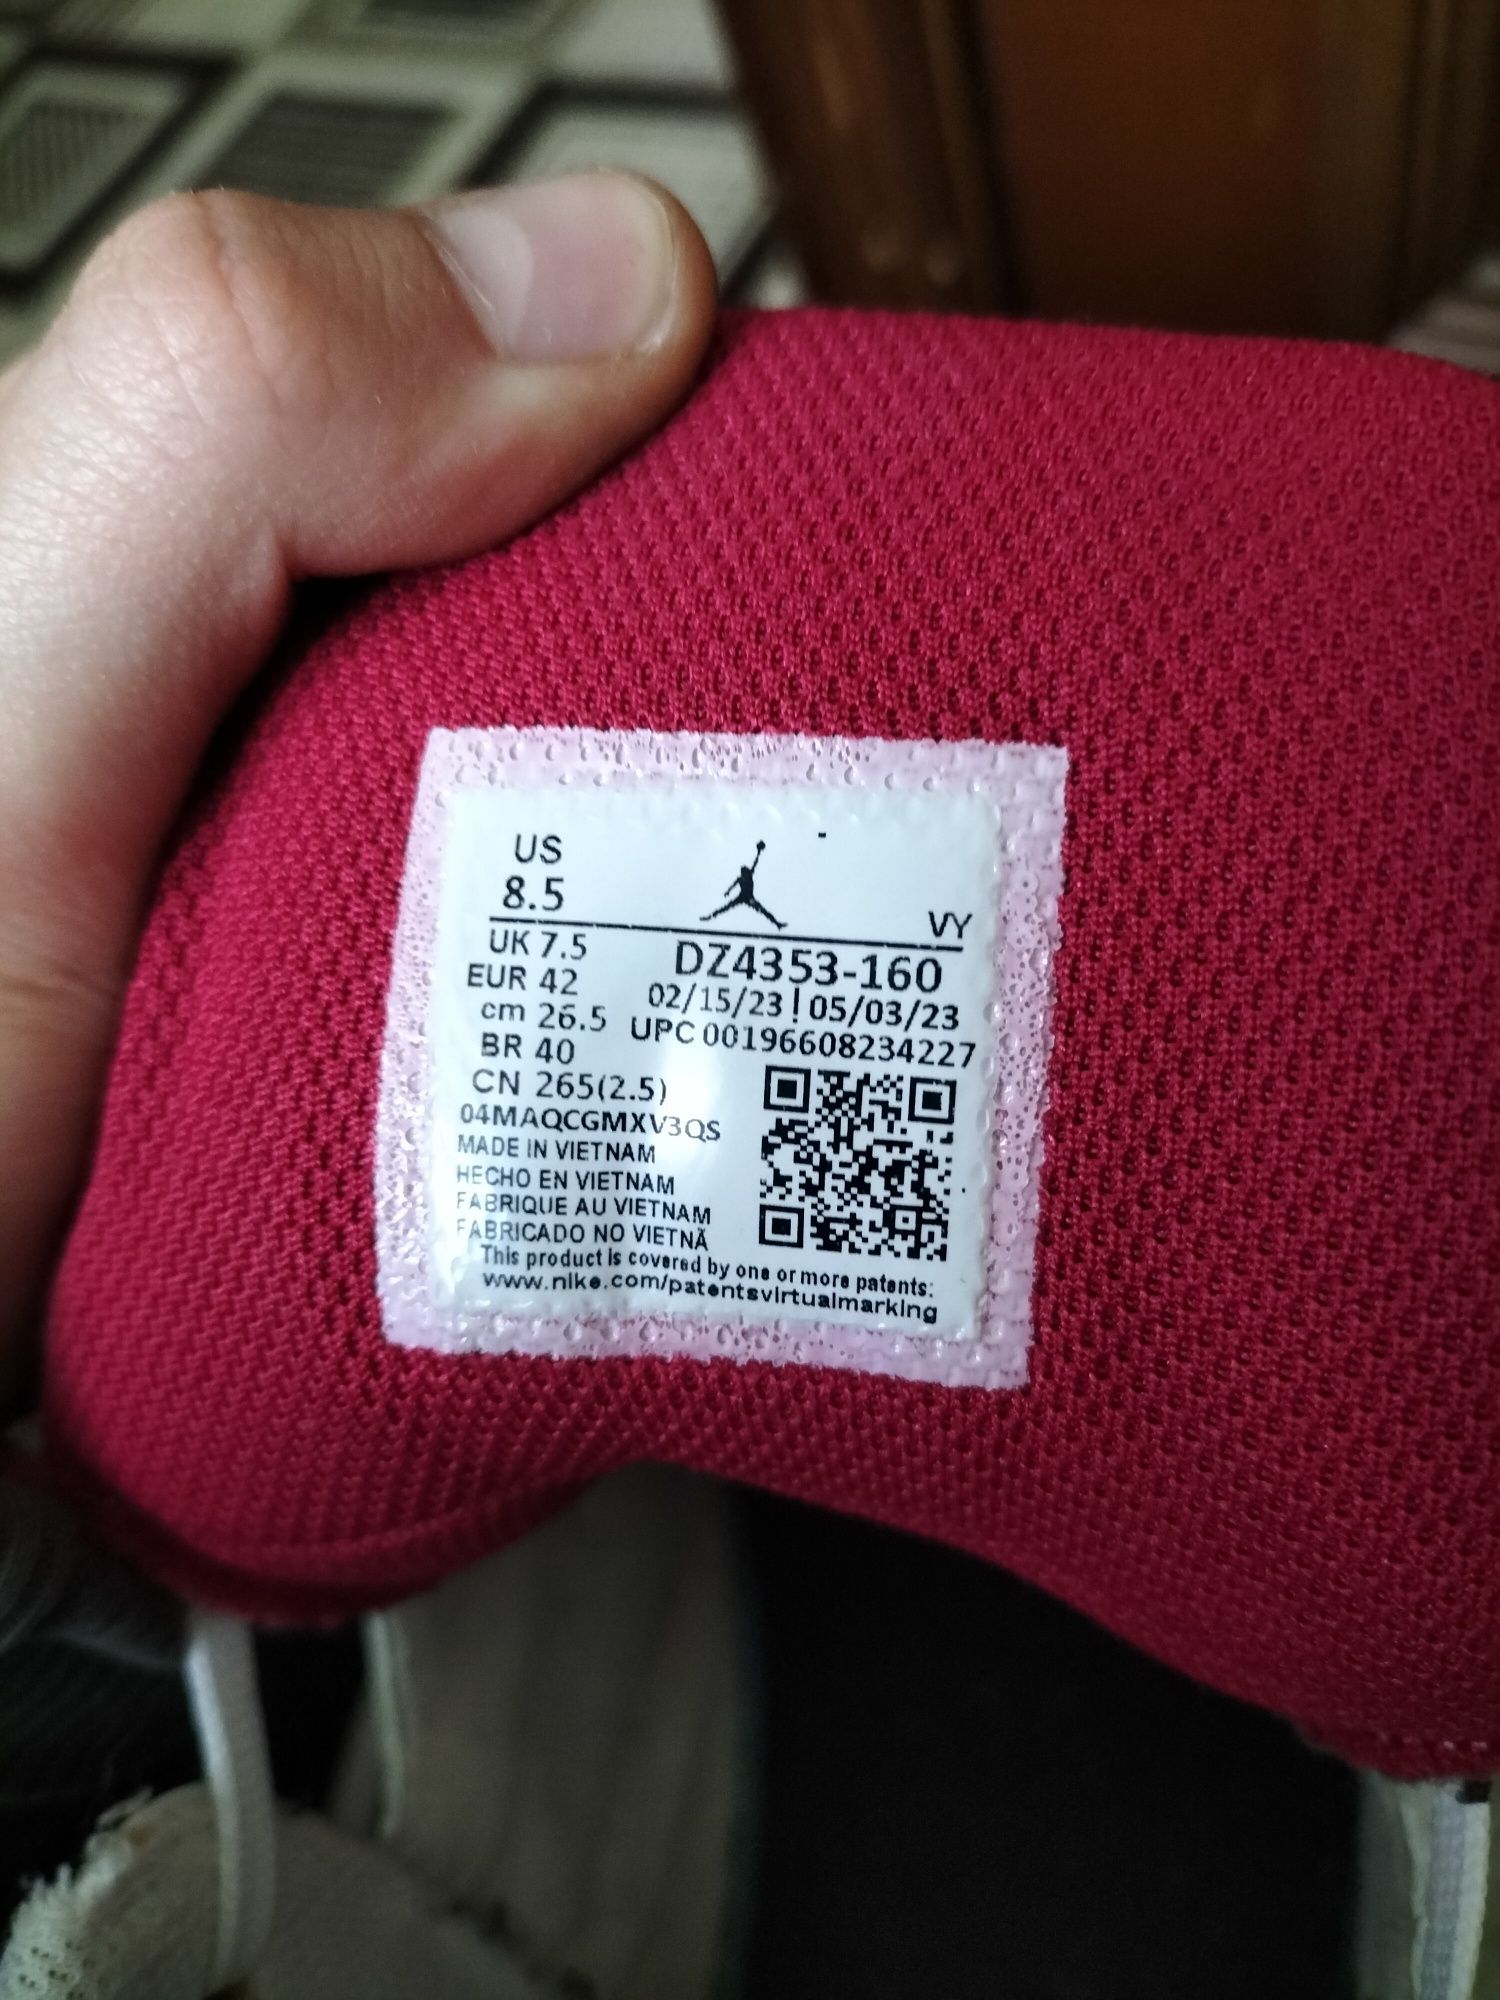 US
8.5
VY
UK 7.5
EUR 42
cm 26.5
BR 40
CN 265(2.5)
DZ4353-160
02/15/23 | 05/03/23
UPC 00196608234227
04MAQCGMXV3QS
MADE IN VIETNAM
HECHO EN VIETNAM
FABRIQUE AU VIETNAM
FABRICADO NO VIETNÃ
This product is covered by one or more patents:
www.nike.com/patentsvirtualmarking